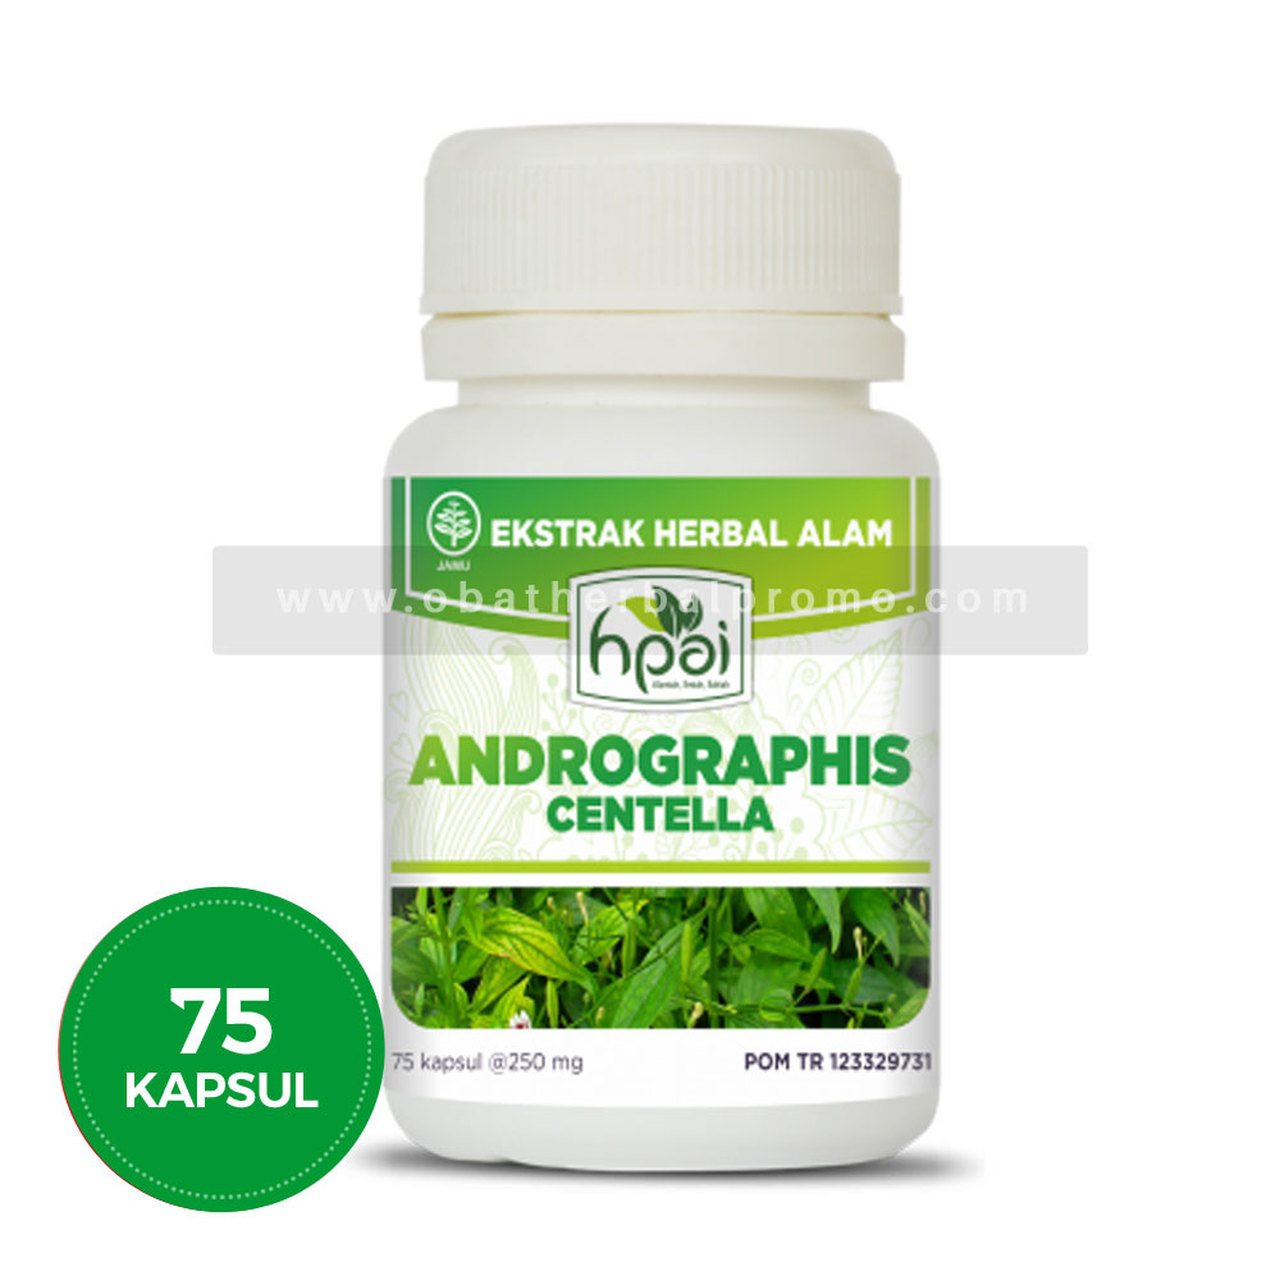 EKSTRAK HERBAL ALAM
JAMU
www.obatherbalpromo.com
hpai
ANDROGRAPHIS
CENTELLA
75
KAPSUL
75 kapsul @250 mg
POM TR 123329731